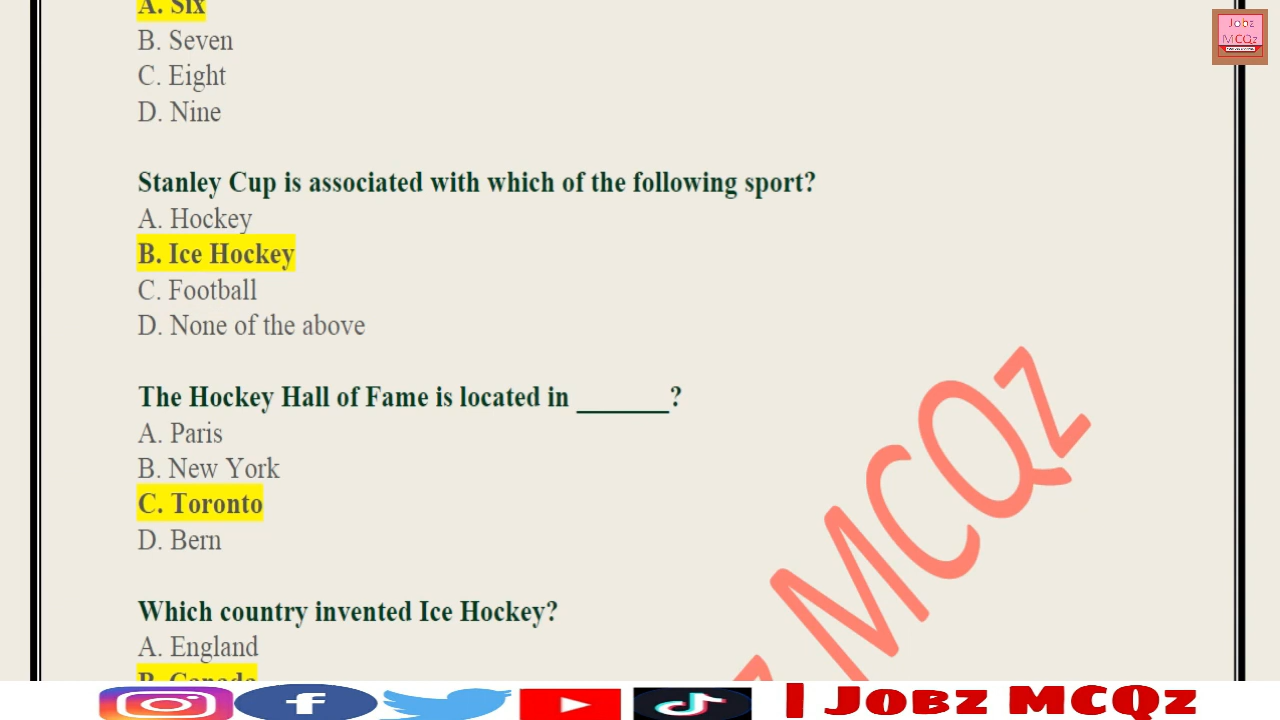 A. Six
B. Seven
C. Eight
D. Nine
Stanley Cup is associated with which of the following sport?
A. Hockey
B. Ice Hockey
C. Football
D. None of the above
The Hockey Hall of Fame is located in _______?
A. Paris
B. New York
C. Toronto
D. Bern
Which country invented Ice Hockey?
A. England
B. Canada
z MCQz
Jobz
MCQz
| Jobz MCQz